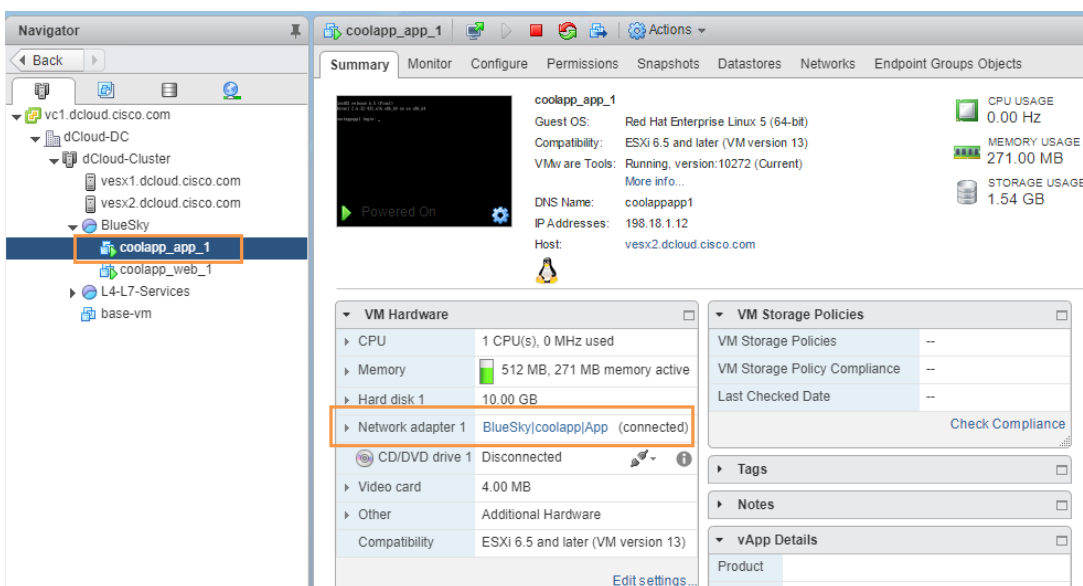 Navigator
Back
vc1.dcloud.cisco.com
dCloud-DC
dCloud-Cluster
vesx1.dcloud.cisco.com
vesx2.dcloud.cisco.com
BlueSky
coolapp_app_1
coolapp_web_1
L4-L7-Services
base-vm
coolapp_app_1
Actions
Summary Monitor Configure Permissions Snapshots Datastores Networks Endpoint Groups Objects
Powered On
coolapp_app_1
Guest OS: Red Hat Enterprise Linux 5 (64-bit)
Compatibility: ESXi 6.5 and later (VM version 13)
VMware Tools: Running, version:10272 (Current)
More info...
DNS Name: coolappapp1
IP Addresses: 198.18.1.12
Host: vesx2.dcloud.cisco.com
CPU USAGE
0.00 Hz
MEMORY USAGE
271.00 MB
STORAGE USAGE
1.54 GB
VM Hardware
CPU 1 CPU(s), 0 MHz used
Memory 512 MB, 271 MB memory active
Hard disk 1 10.00 GB
Network adapter 1 BlueSky|coolapp|App (connected)
CD/DVD drive 1 Disconnected
Video card 4.00 MB
Other Additional Hardware
Compatibility ESXi 6.5 and later (VM version 13)
Edit settings...
VM Storage Policies
VM Storage Policies --
VM Storage Policy Compliance --
Last Checked Date --
Check Compliance
Tags
Notes
vApp Details
Product